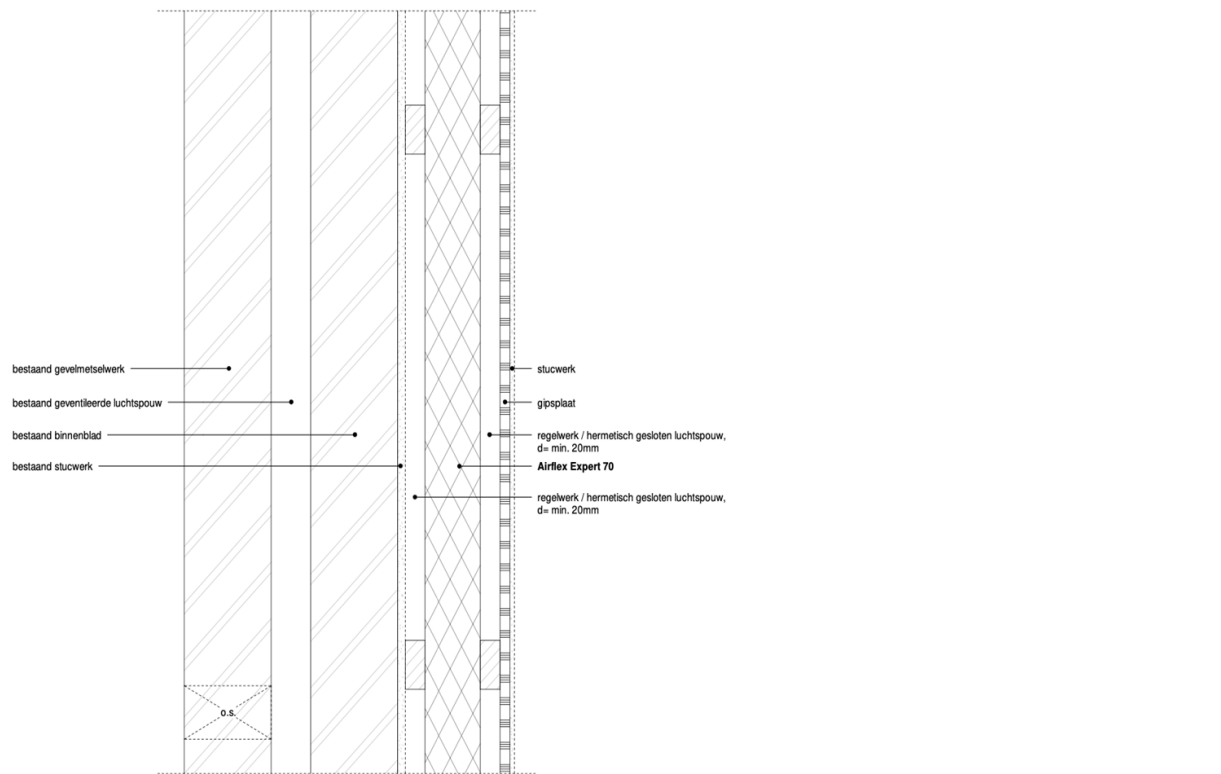 bestaand gevelmetselwerk
bestaand geventileerde luchtspouw
bestaand binnenblad
bestaand stucwerk
o.s.
stucwerk
gipsplaat
regelwerk / hermetisch gesloten luchtspouw,
d= min. 20mm
Airflex Expert 70
regelwerk / hermetisch gesloten luchtspouw,
d= min. 20mm